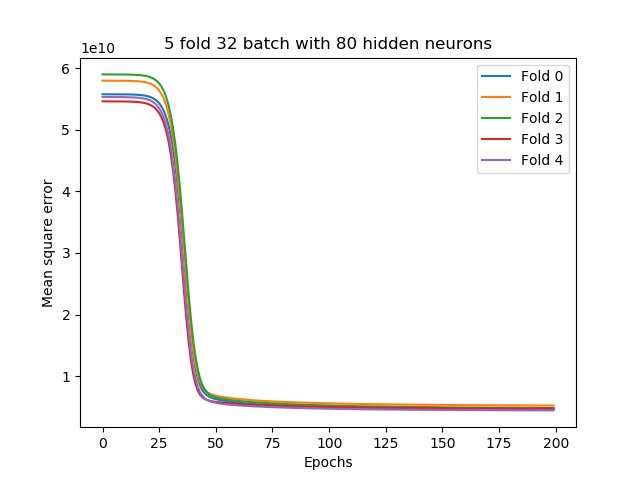 5 fold 32 batch with 80 hidden neurons
1e10
6
5
4
3
2
1
Mean square error
Fold 0
Fold 1
Fold 2
Fold 3
Fold 4
0 25 50 75 100 125 150 175 200
Epochs